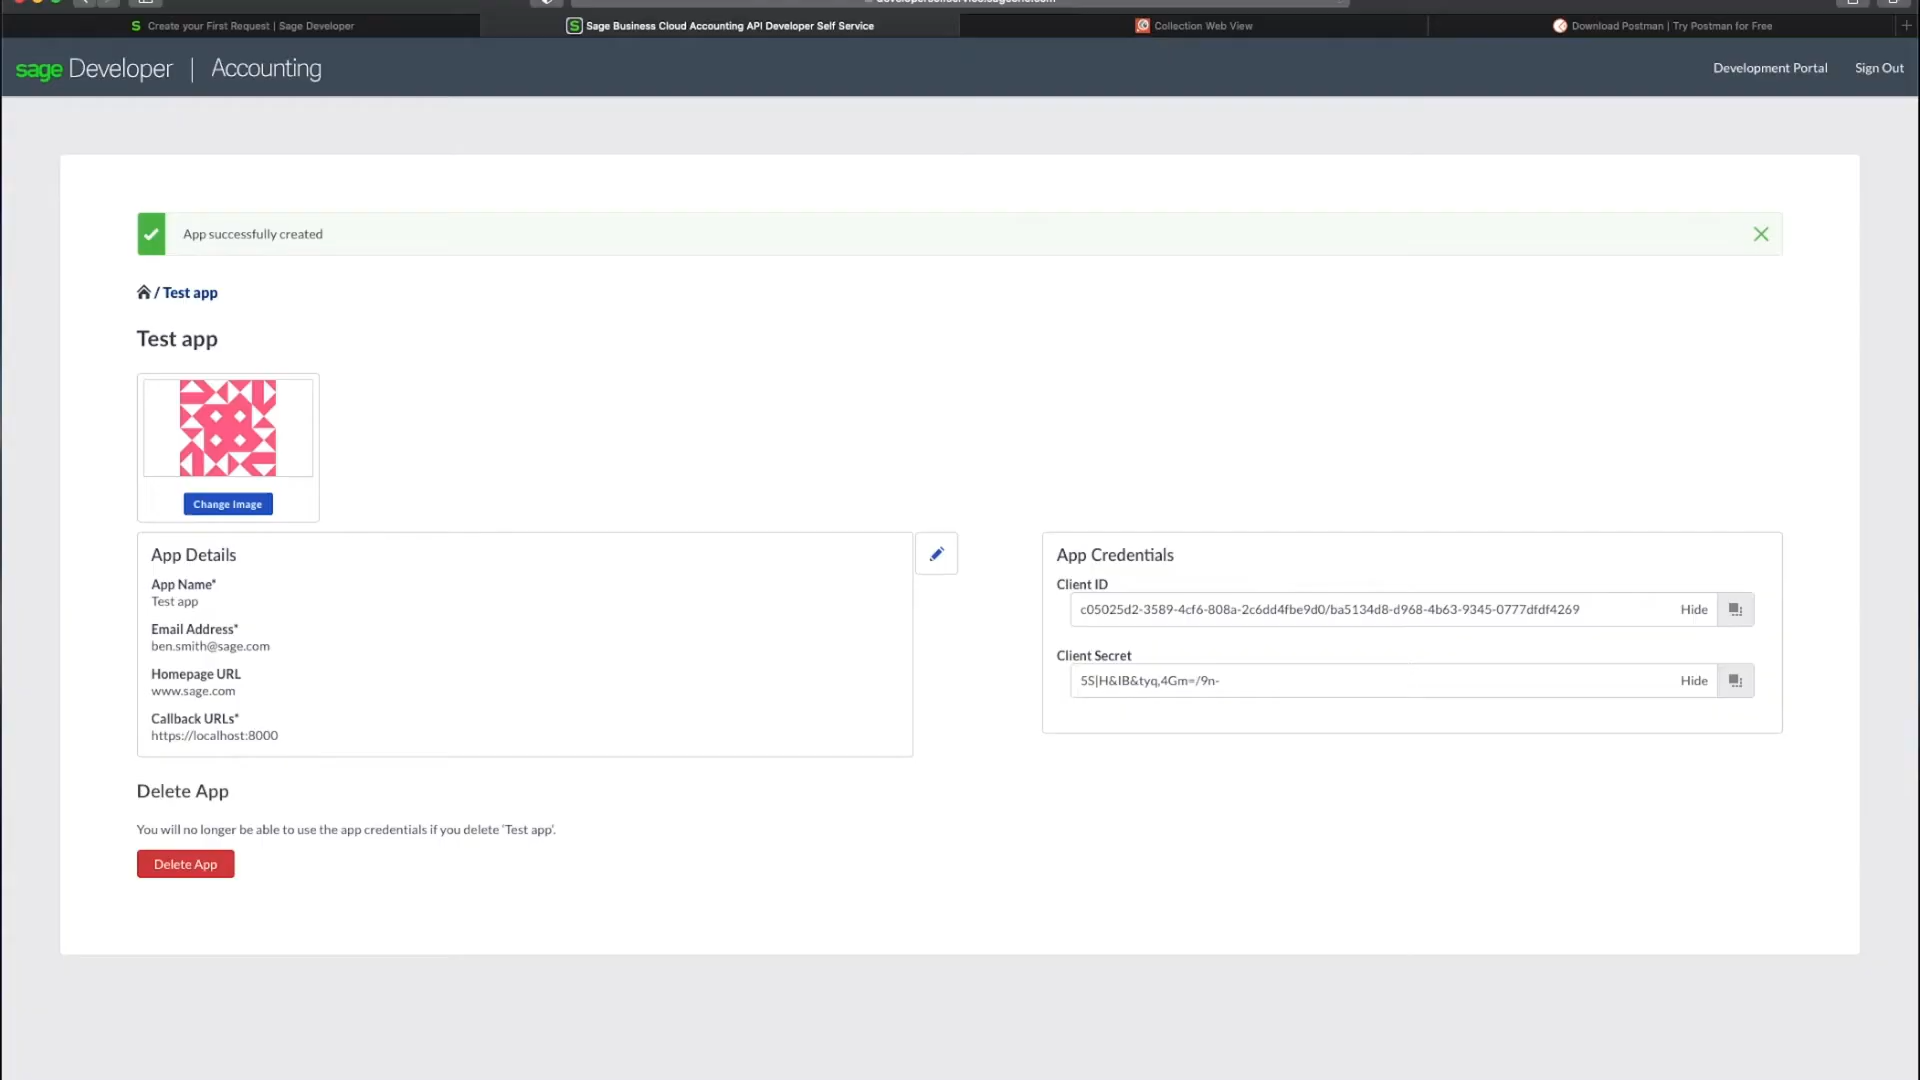 Create your First Request | Sage Developer
Sage Business Cloud Accounting API Developer Self Service
Collection Web View
Download Postman | Try Postman for Free
sage Developer | Accounting
Development Portal
Sign Out
App successfully created
/ Test app
Test app
Change Image
App Details
App Name*
Test app
Email Address*
ben.smith@sage.com
Homepage URL
www.sage.com
Callback URLs*
https://localhost:8000
App Credentials
Client ID
c05025d2-3589-4cf6-808a-2c6dd4fbe9d0/ba5134d8-d968-4b63-9345-0777dfdf4269
Hide
Client Secret
5S|H&IB&tyq,4Gm=/9n-
Hide
Delete App
You will no longer be able to use the app credentials if you delete 'Test app'.
Delete App